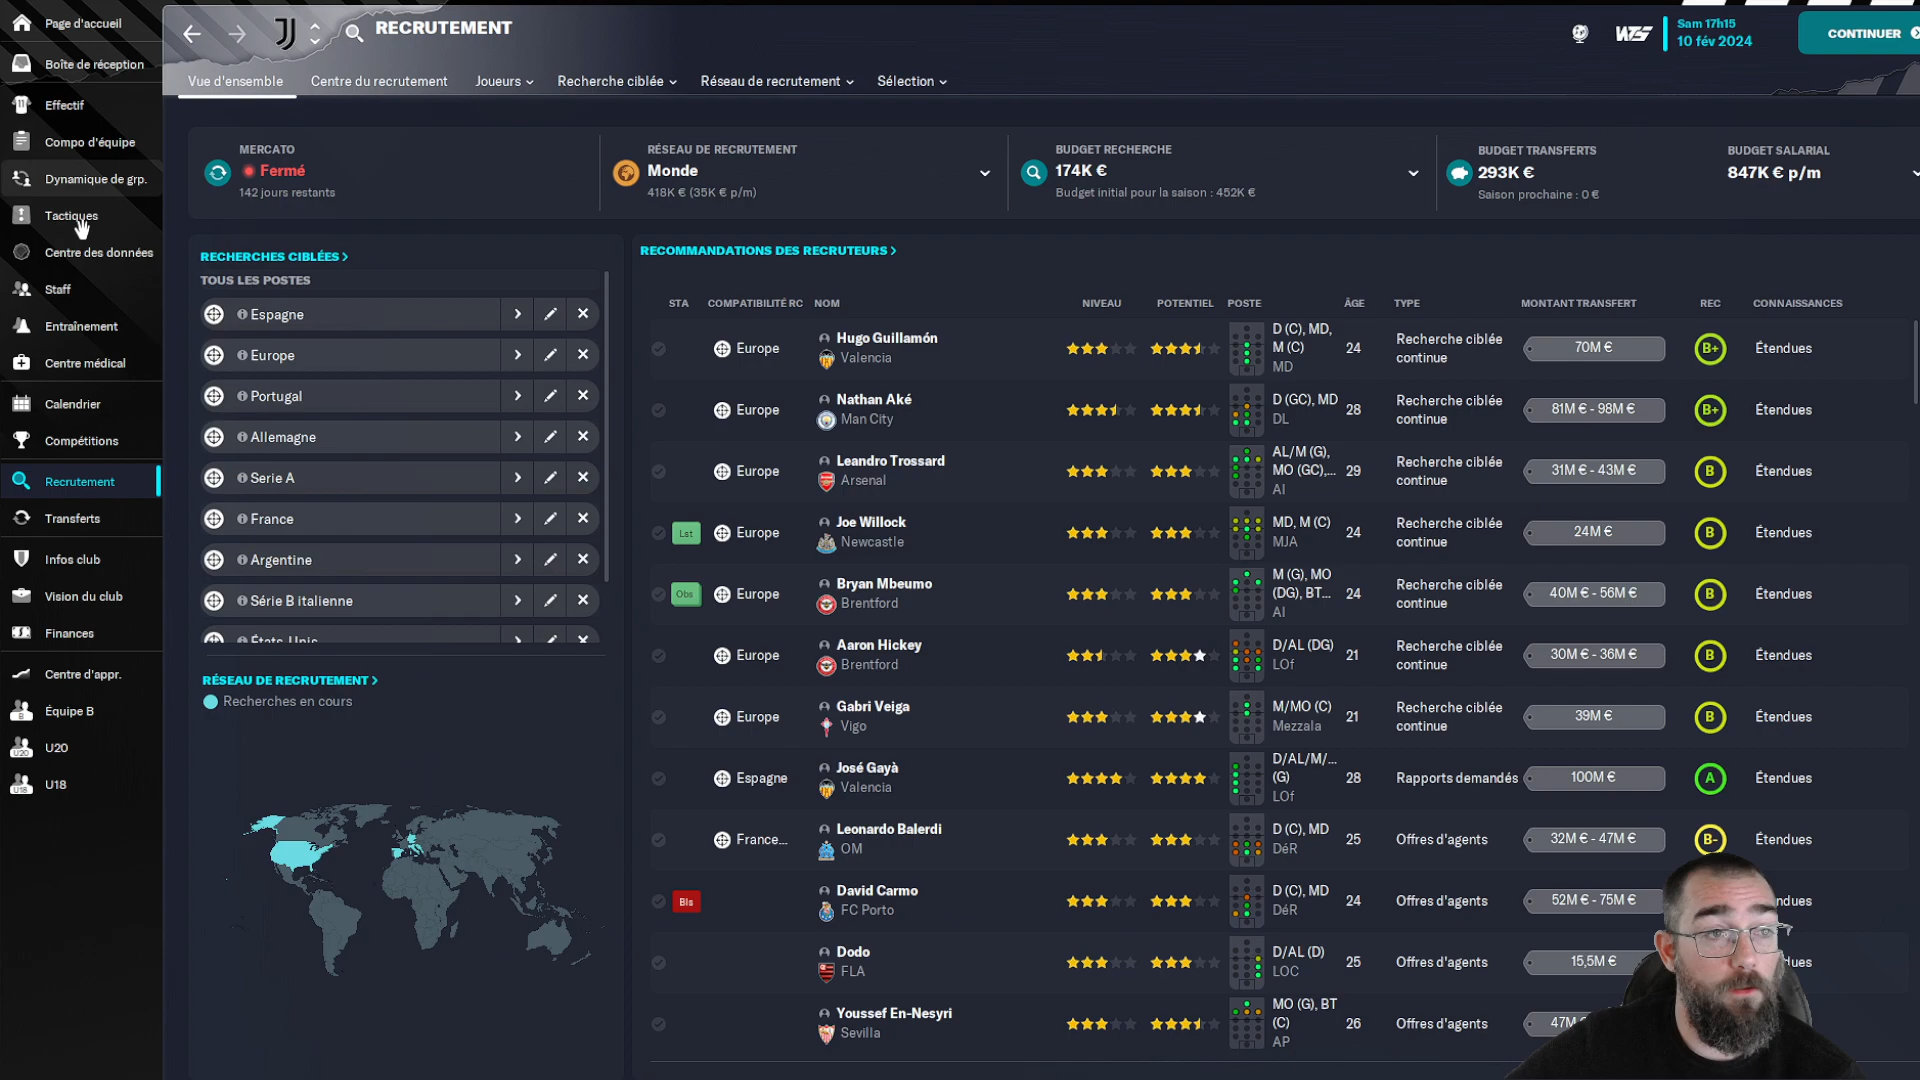 Page d'accueil
Boîte de réception
Effectif
Compo d'équipe
Dynamique de grp.
Tactiques
Centre des données
Staff
Entraînement
Centre médical
Calendrier
Compétitions
Recrutement
Transferts
Infos club
Vision du club
Finances
Centre d'appr.
Équipe B
U20
U18
RECRUTEMENT
Sam 17h15
10 fév 2024
CONTINUER
Vue d'ensemble
Centre du recrutement
Joueurs
Recherche ciblée
Réseau de recrutement
Sélection
MERCATO
Fermé
142 jours restants
RÉSEAU DE RECRUTEMENT
Monde
418K € (35K € p/m)
BUDGET RECHERCHE
174K €
Budget initial pour la saison : 452K €
BUDGET TRANSFERTS
293K €
Saison prochaine : 0 €
BUDGET SALARIAL
847K € p/m
RECHERCHES CIBLÉES >
TOUS LES POSTES
Espagne
Europe
Portugal
Allemagne
Serie A
France
Argentine
Série B italienne
États-Unis
RÉSEAU DE RECRUTEMENT >
Recherches en cours
RECOMMANDATIONS DES RECRUTEURS >
STA COMPATIBILITÉ RC NOM NIVEAU POTENTIEL POSTE ÂGE TYPE MONTANT TRANSFERT REC CONNAISSANCES
Europe Hugo Guillamón Valencia D (C), MD, M (C) MD 24 Recherche ciblée continue 70M € B+ Étendues
Europe Nathan Aké Man City D (GC), MD DL 28 Recherche ciblée continue 81M € - 98M € B+ Étendues
Europe Leandro Trossard Arsenal AL/M (G), MO (GC),... AI 29 Recherche ciblée continue 31M € - 43M € B Étendues
Lst Europe Joe Willock Newcastle MD, M (C) MJA 24 Recherche ciblée continue 24M € B Étendues
Obs Europe Bryan Mbeumo Brentford M (G), MO (DG), BT... AI 24 Recherche ciblée continue 40M € - 56M € B Étendues
Europe Aaron Hickey Brentford D/AL (DG) LOf 21 Recherche ciblée continue 30M € - 36M € B Étendues
Europe Gabri Veiga Vigo M/MO (C) Mezzala 21 Recherche ciblée continue 39M € B Étendues
Espagne José Gayà Valencia D/AL/M/... (G) LOf 28 Rapports demandés 100M € A Étendues
France... Leonardo Balerdi OM D (C), MD DéR 25 Offres d'agents 32M € - 47M € B- Étendues
Bls David Carmo FC Porto D (C), MD DéR 24 Offres d'agents 52M € - 75M € ndues
Dodo FLA D/AL (D) LOC 25 Offres d'agents 15,5M € dues
Youssef En-Nesyri Sevilla MO (G), BT (C) AP 26 Offres d'agents 47M €